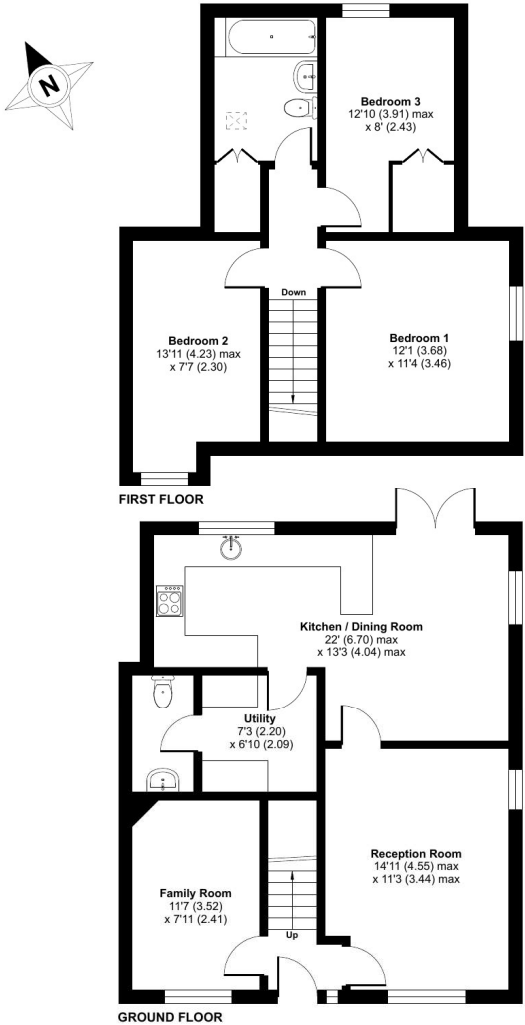 N
Bedroom 3
12'10 (3.91) max
x 8' (2.43)
Down
Bedroom 2
13'11 (4.23) max
x 7'7 (2.30)
Bedroom 1
12'1 (3.68)
x 11'4 (3.46)
FIRST FLOOR
Kitchen / Dining Room
22' (6.70) max
x 13'3 (4.04) max
Utility
7'3 (2.20)
x 6'10 (2.09)
Reception Room
14'11 (4.55) max
x 11'3 (3.44) max
Family Room
11'7 (3.52)
x 7'11 (2.41)
Up
GROUND FLOOR